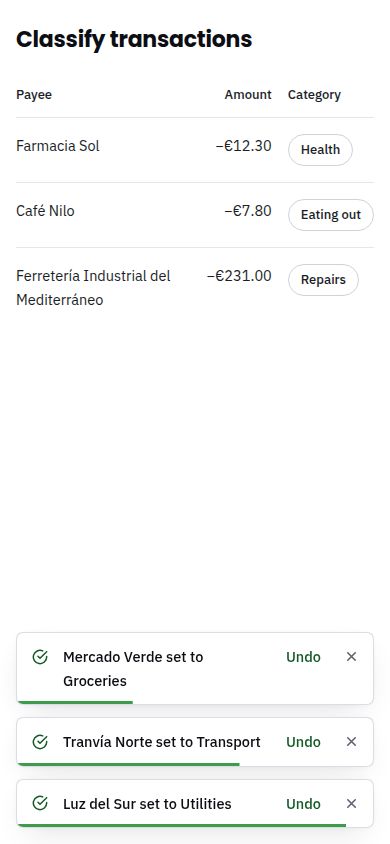 Classify transactions
Payee Amount Category
Farmacia Sol −€12.30 Health
Café Nilo −€7.80 Eating out
Ferretería Industrial del −€231.00 Repairs
Mediterráneo
Mercado Verde set to Undo
Groceries
Tranvía Norte set to Transport Undo
Luz del Sur set to Utilities Undo